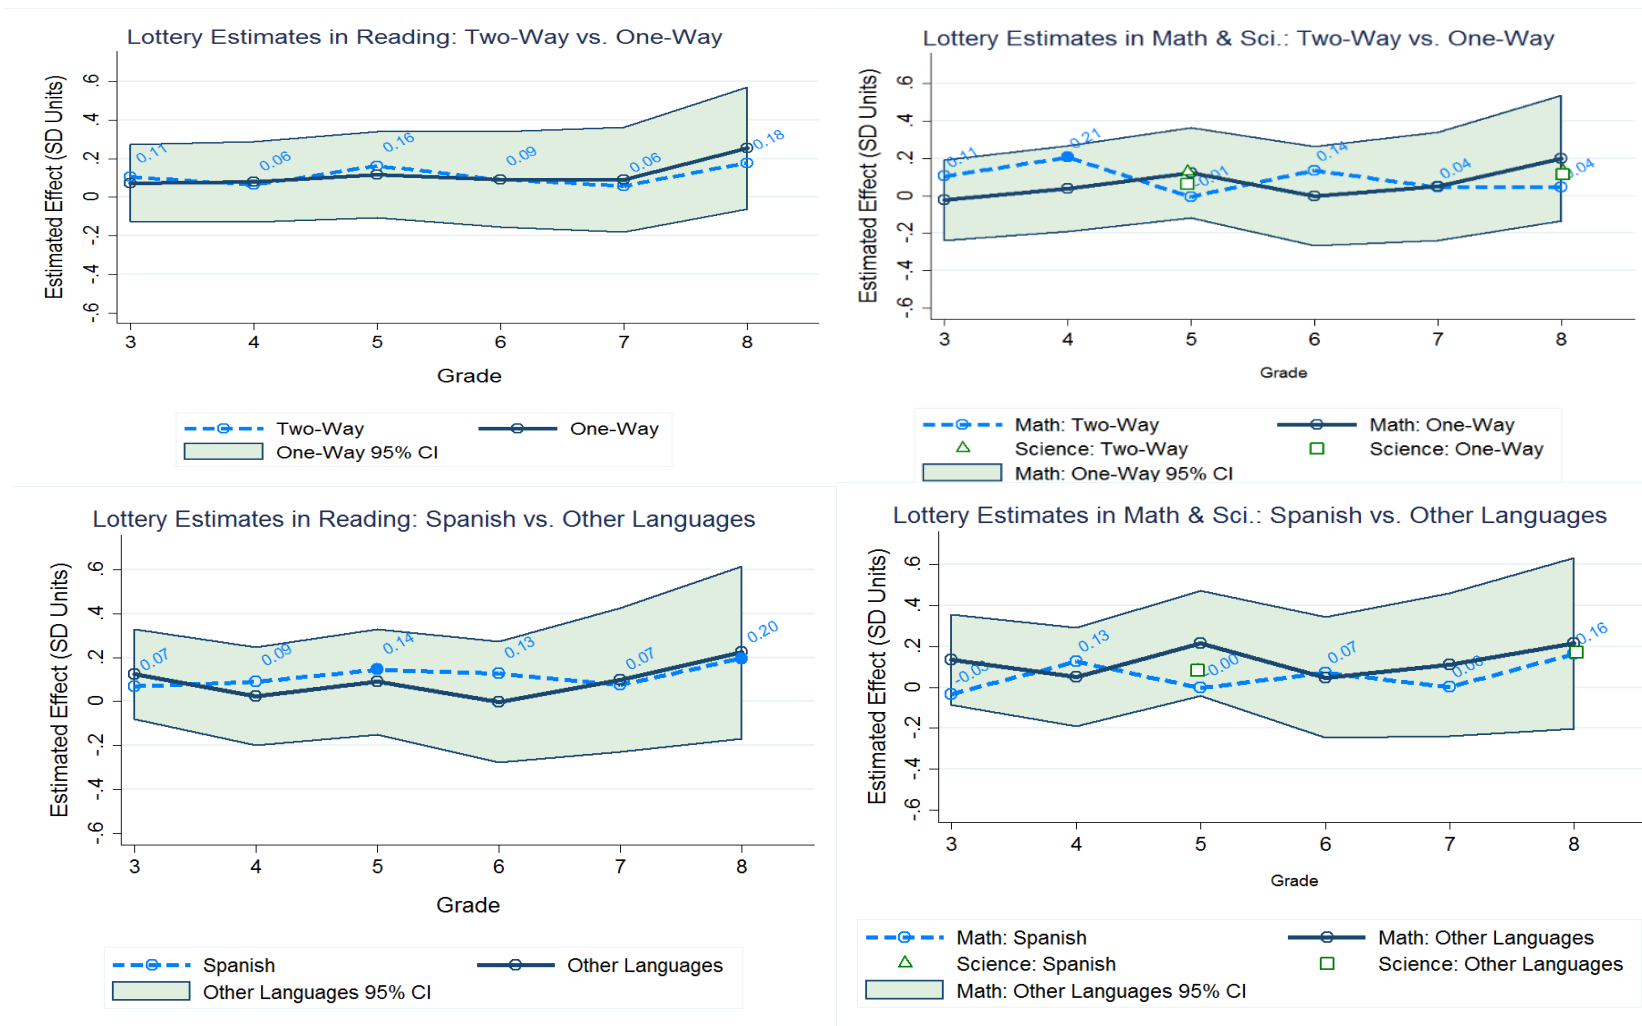 Lottery Estimates in Reading: Two-Way vs. One-Way
Estimated Effect (SD Units)
.6
.4
.2
0
-.2
-.4
-.6
0.11
0.06
0.16
0.09
0.06
0.18
3 4 5 6 7 8
Grade
Two-Way One-Way
One-Way 95% CI
Lottery Estimates in Math & Sci.: Two-Way vs. One-Way
Estimated Effect (SD Units)
.6
.4
.2
0
-.2
-.4
-.6
0.11
0.21
-0.01
0.14
0.04
0.04
3 4 5 6 7 8
Grade
Math: Two-Way Math: One-Way
Science: Two-Way Science: One-Way
Math: One-Way 95% CI
Lottery Estimates in Reading: Spanish vs. Other Languages
Estimated Effect (SD Units)
.6
.4
.2
0
-.2
-.4
-.6
0.07
0.09
0.14
0.13
0.07
0.20
3 4 5 6 7 8
Grade
Spanish Other Languages
Other Languages 95% CI
Lottery Estimates in Math & Sci.: Spanish vs. Other Languages
Estimated Effect (SD Units)
.6
.4
.2
0
-.2
-.4
-.6
0.13
-0.00
0.07
0.16
3 4 5 6 7 8
Grade
Math: Spanish Math: Other Languages
Science: Spanish Science: Other Languages
Math: Other Languages 95% CI